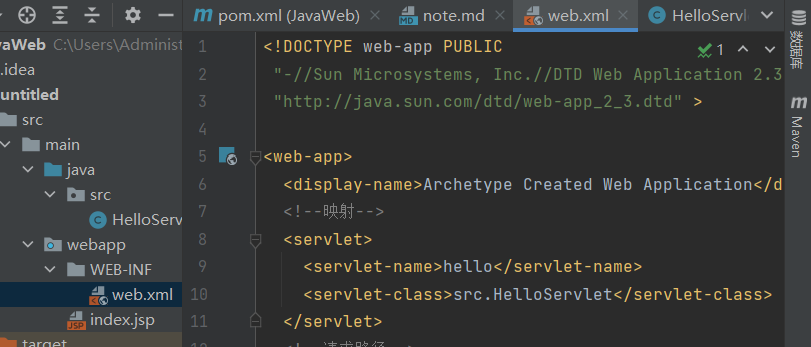 pom.xml (JavaWeb)
note.md
web.xml
HelloServl
vaWeb C:\Users\Administ
.idea
untitled
src
main
java
src
HelloServ
webapp
WEB-INF
web.xml
index.jsp
target
1 <!DOCTYPE web-app PUBLIC
2 "-//Sun Microsystems, Inc.//DTD Web Application 2.3
3 "http://java.sun.com/dtd/web-app_2_3.dtd" >
4
5 <web-app>
6 <display-name>Archetype Created Web Application</d
7 <!--映射-->
8 <servlet>
9 <servlet-name>hello</servlet-name>
10 <servlet-class>src.HelloServlet</servlet-class>
11 </servlet>
1
数据库
Maven